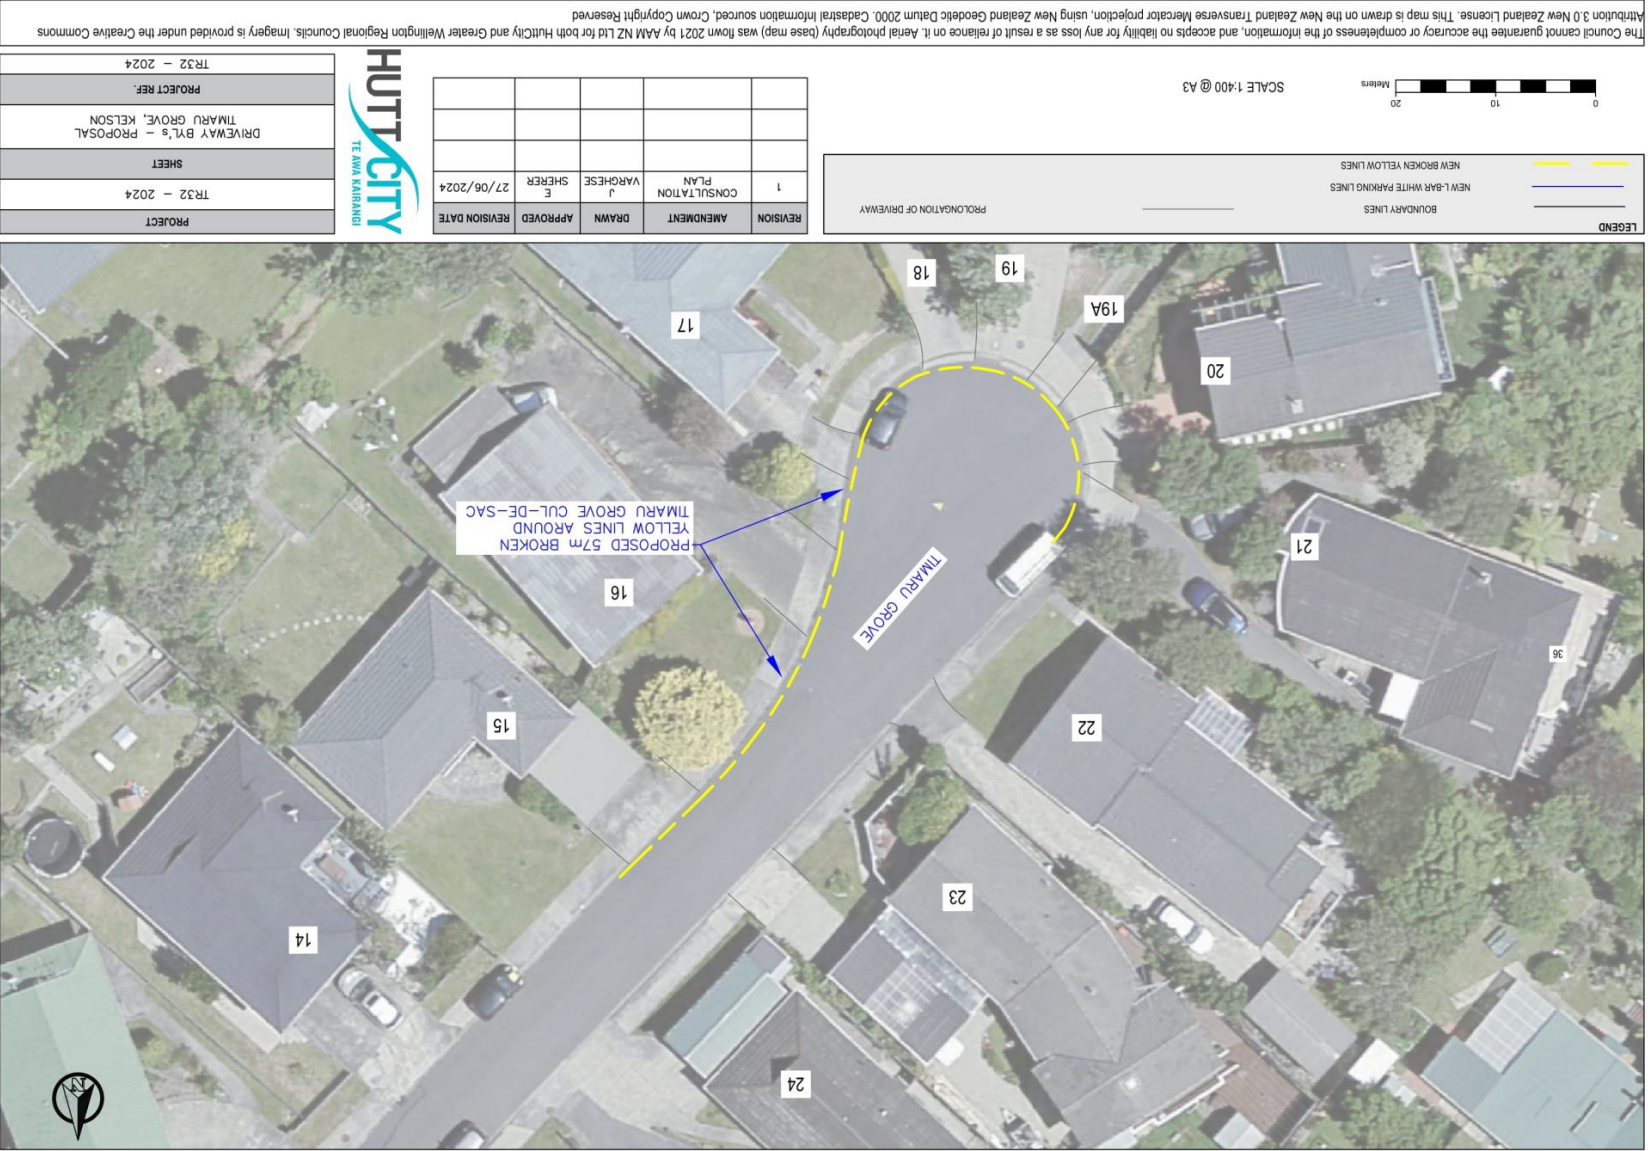 24
14
23
15
22
36
21
16
TIMARU GROVE
PROPOSED 57m BROKEN
YELLOW LINES AROUND
TIMARU GROVE CUL-DE-SAC
20
17
19A
19
18
N
LEGEND
BOUNDARY LINES
PROLONGATION OF DRIVEWAY
NEW L-BAR WHITE PARKING LINES
NEW BROKEN YELLOW LINES
0 10 20
Meters
SCALE 1:400 @ A3
REVISION AMENDMENT DRAWN APPROVED REVISION DATE
1 CONSULTATION PLAN J VARGHESE E SHERER 27/06/2024
HUTT CITY
TE AWA KAIRANGI
PROJECT
TR32 - 2024
SHEET
DRIVEWAY BYL's - PROPOSAL
TIMARU GROVE, KELSON
PROJECT REF.
TR32 - 2024
The Council cannot guarantee the accuracy or completeness of the information, and accepts no liability for any loss as a result of reliance on it. Aerial photography (base map) was flown 2021 by AAM NZ Ltd for both HuttCity and Greater Wellington Regional Councils. Imagery is provided under the Creative Commons
Attribution 3.0 New Zealand License. This map is drawn on the New Zealand Transverse Mercator projection, using New Zealand Geodetic Datum 2000. Cadastral Information sourced, Crown Copyright Reserved